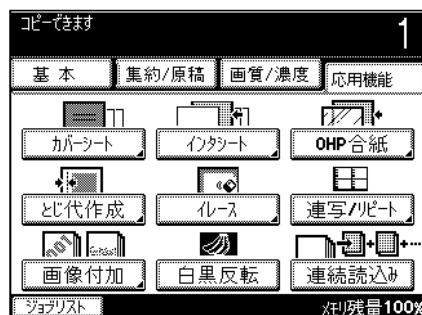 コピーできます 1
基本 集約/原稿 画質/濃度 応用機能
カバーシート インタシート OHP合紙
とじ代作成 イレース 連写/リピート
画像付加 白黒反転 連続読込み
ジョブリスト メモリ残量100%